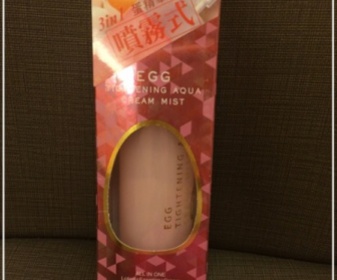 3in1
噴霧式
EGG
TIGHTENING AQUA
CREAM MIST
EGG
TIGHTENING
ALL IN ONE